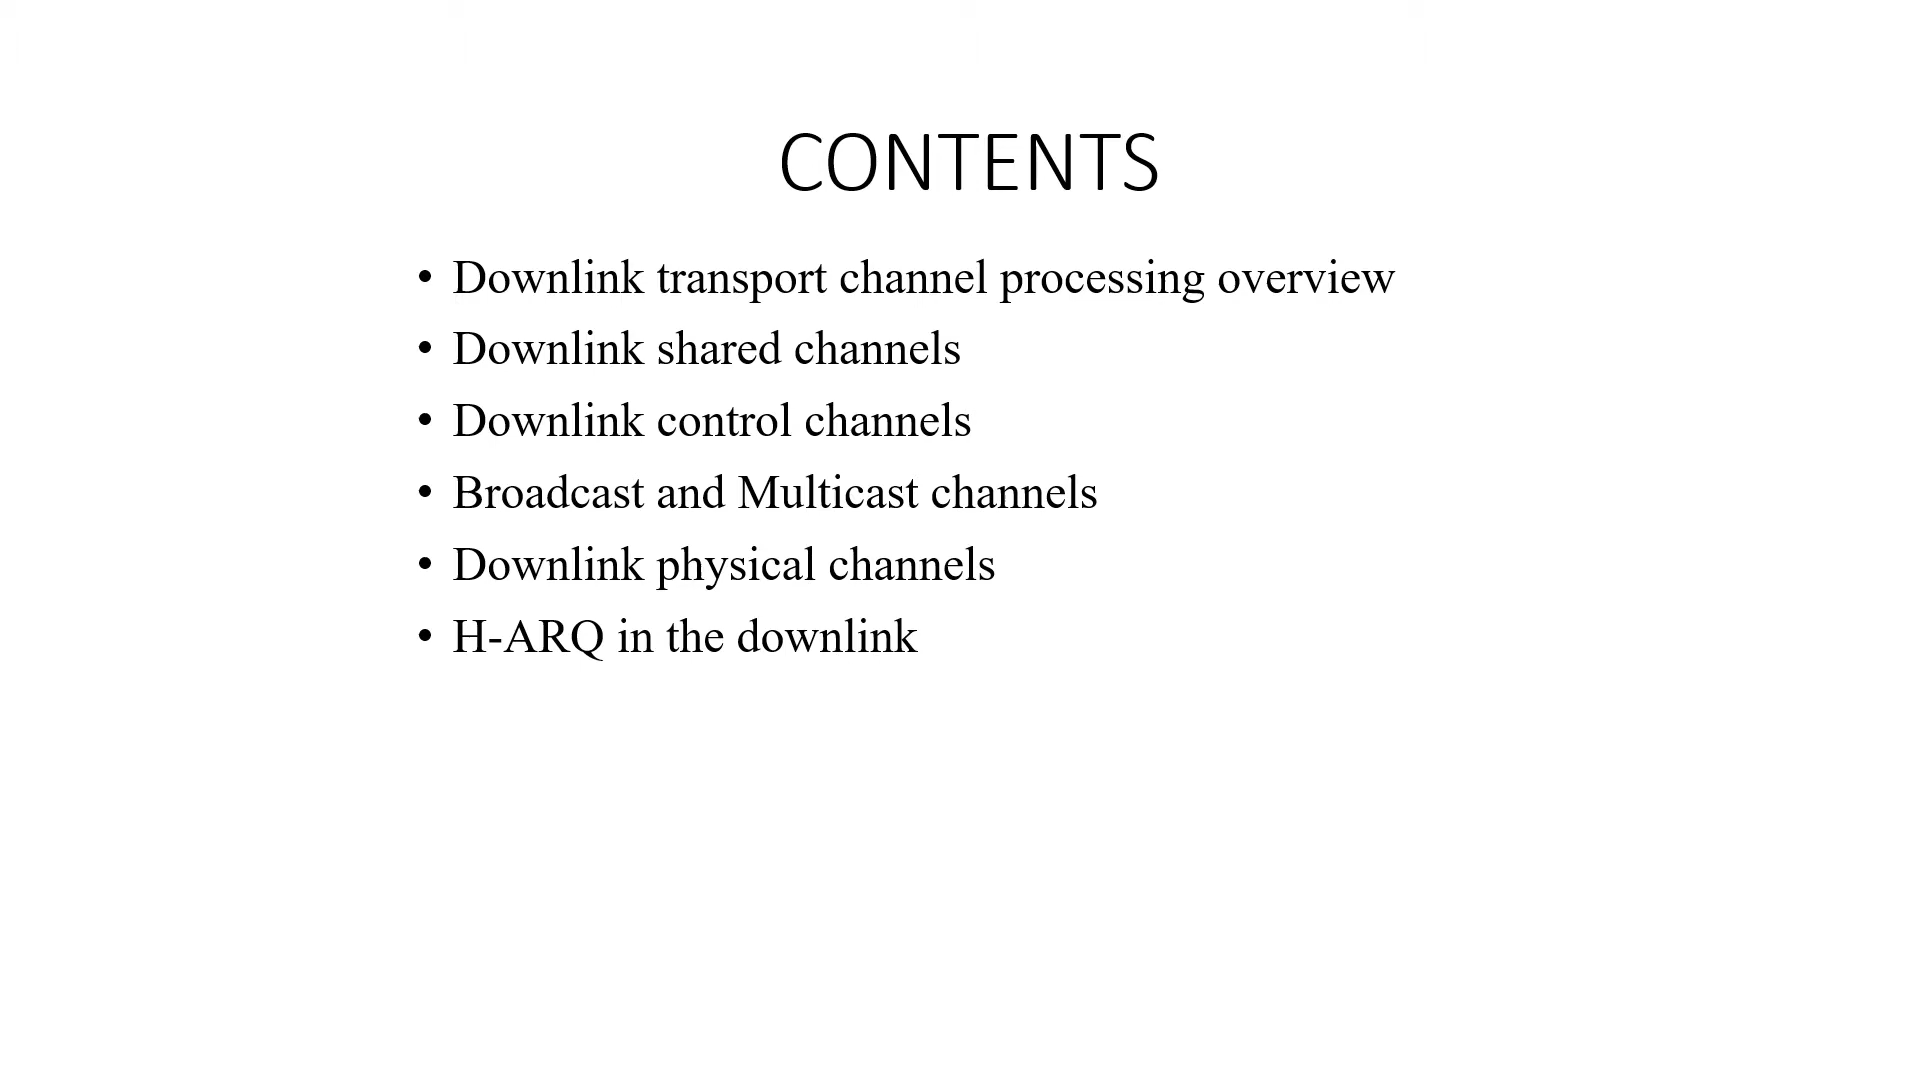 CONTENTS
• Downlink transport channel processing overview
• Downlink shared channels
• Downlink control channels
• Broadcast and Multicast channels
• Downlink physical channels
• H-ARQ in the downlink